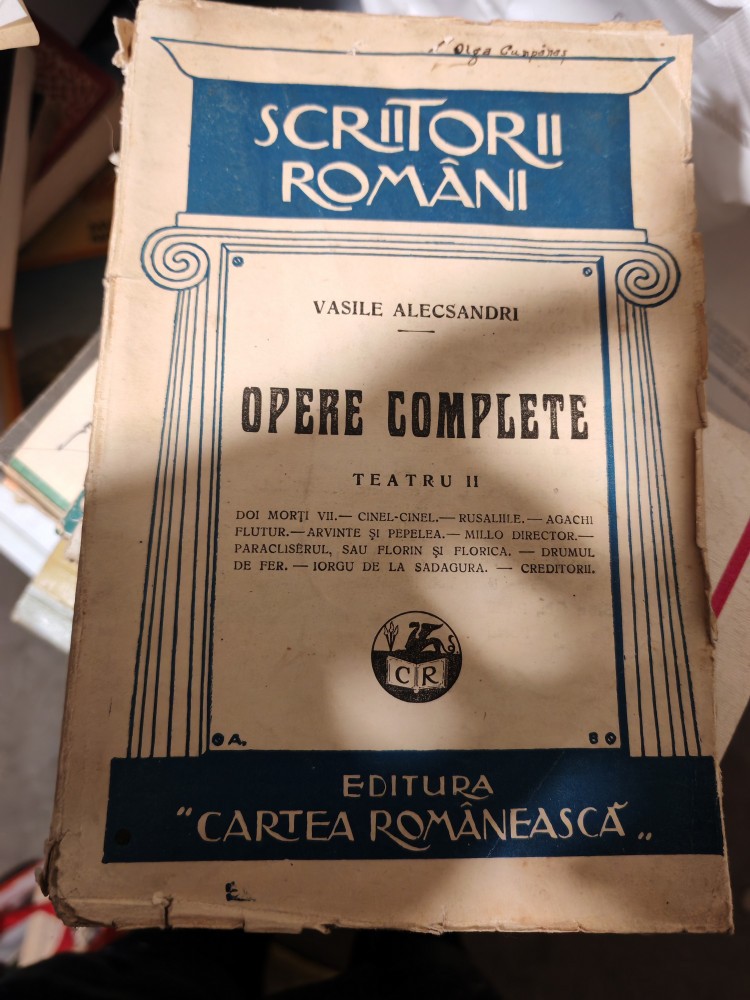 Olga
SCRIITORII
ROMÂNI
VASILE ALECSANDRI
OPERE COMPLETE
TEATRU II
DOI MORȚI VII.— CINEL-CINEL.— RUSALIILE.— AGACHI
FLUTUR.—ARVINTE ȘI PEPELEA.— MILLO DIRECTOR.—
PARACLISERUL, SAU FLORIN ȘI FLORICA. — DRUMUL
DE FER. — IORGU DE LA SADAGURA. — CREDITORII.
C R
A.
EDITURA
"CARTEA ROMÂNEASCĂ„